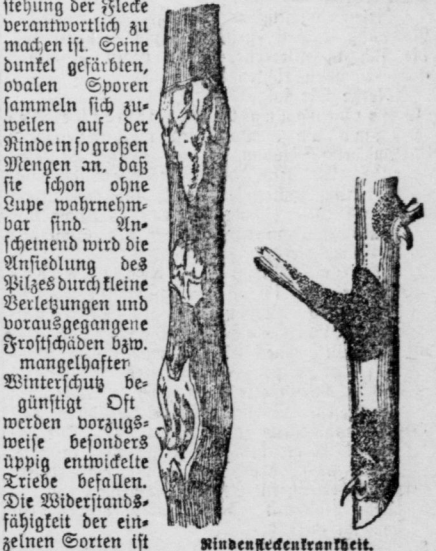 stehung der Flecke
verantwortlich zu
machen ist. Seine
dunkel gefärbten,
ovalen Sporen
sammeln sich zu-
weilen auf der
Rinde in so großen
Mengen an, daß
sie schon ohne
Lupe wahrnehm-
bar sind. An-
scheinend wird die
Ansiedlung des
Pilzes durch kleine
Verletzungen und
vorausgegangene
Frostschäden bzw.
mangelhaften
Winterschutz be-
günstigt Oft
werden vorzugs-
weise besonders
üppig entwickelte
Triebe befallen.
Die Widerstands-
fähigkeit der ein-
zelnen Sorten ist
Rindenfleckenkrankheit.